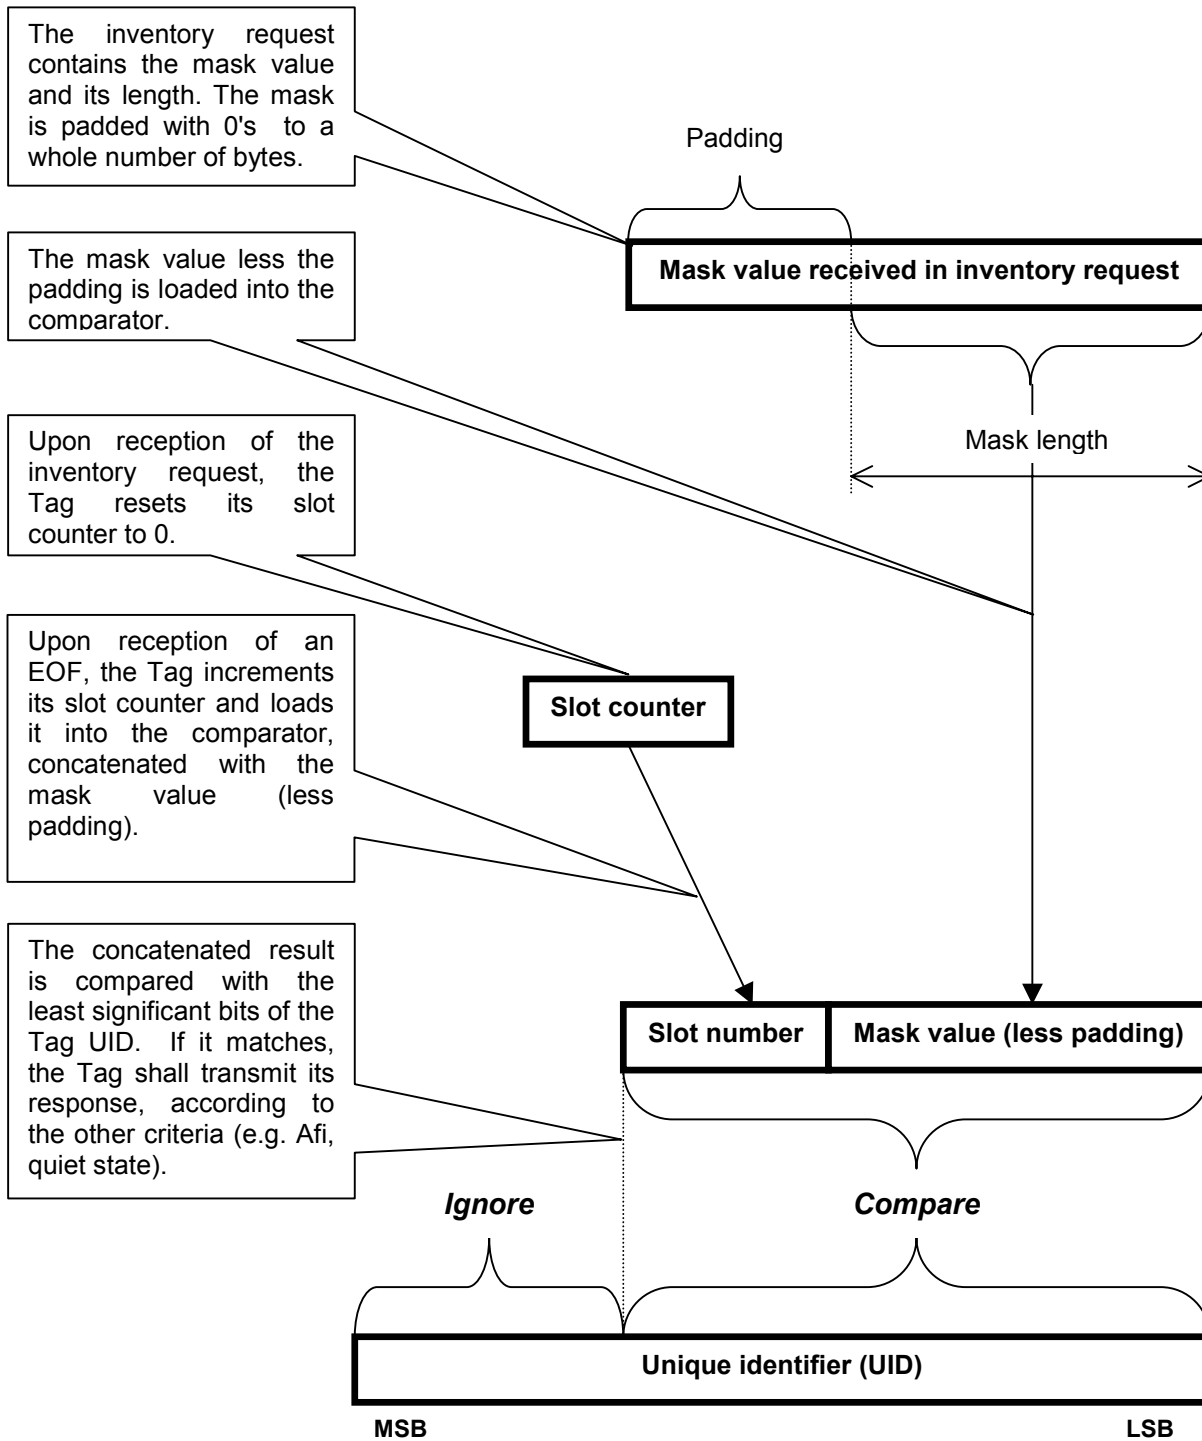 The inventory request
contains the mask value
and its length. The mask
is padded with 0's to a
whole number of bytes.
Padding
Mask value received in inventory request
The mask value less the
padding is loaded into the
comparator.
Mask length
Upon reception of the
inventory request, the
Tag resets its slot
counter to 0.
Upon reception of an
EOF, the Tag increments
its slot counter and loads
it into the comparator,
concatenated with the
mask value (less
padding).
Slot counter
The concatenated result
is compared with the
least significant bits of the
Tag UID. If it matches,
the Tag shall transmit its
response, according to
the other criteria (e.g. Afi,
quiet state).
Slot number
Mask value (less padding)
Ignore
Compare
Unique identifier (UID)
MSB
LSB